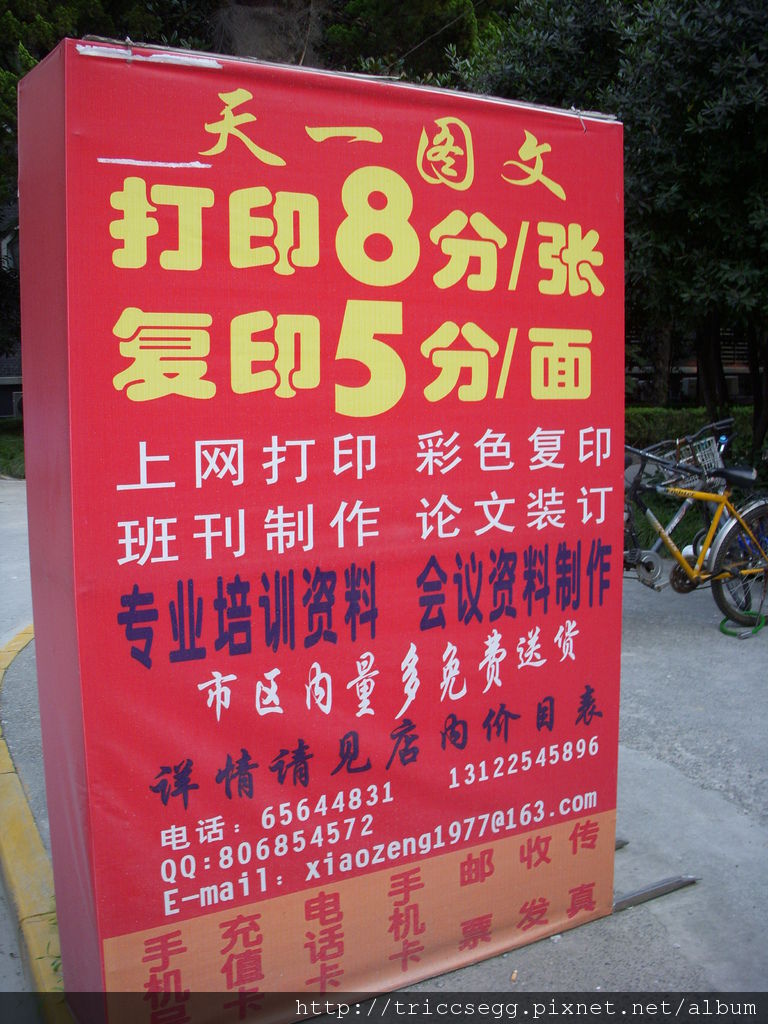 天一图文
打印8分/张
复印5分/面
上网打印 彩色复印
班刊制作 论文装订
专业培训资料 会议资料制作
市区内量多免费送货
详情请见店内价目表
电话: 65644831 13122545896
QQ:806854572
E-mail: xiaozeng1977@163.com
手机 充值卡 电话卡 手机卡 邮票 收发 传真
http://triccsegg.pixnet.net/album